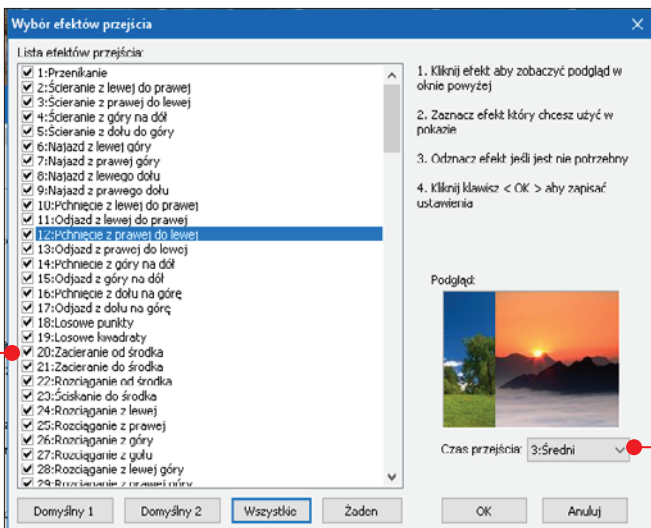 Wybór efektów przejścia
Lista efektów przejścia:
1:Przenikanie
2:Ścieranie z lewej do prawej
3:Ścieranie z prawej do lewej
4:Ścieranie z góry na dół
5:Ścieranie z dołu do góry
6:Najazd z lewej góry
7:Najazd z prawej góry
8:Najazd z lewego dołu
9:Najazd z prawego dołu
10:Pchnięcie z lewej do prawej
11:Odjazd z lewej do prawej
12:Pchnięcie z prawej do lewej
13:Odjazd z prawej do lewej
14:Pchniecie z góry na dół
15:Odjazd z góry na dół
16:Pchnięcie z dołu na górę
17:Odjazd z dołu na górę
18:Losowe punkty
19:Losowe kwadraty
20:Zacieranie od środka
21:Zacieranie do środka
22:Rozciąganie od środka
23:Ściskanie do środka
24:Rozciąganie z lewej
25:Rozciąganie z prawej
26:Rozciąganie z góry
27:Rozciąganie z gołu
28:Rozciąganie z lewej góry
29:Rozciąganie z prawej góry
Domyślny 1
Domyślny 2
Wszystkie
Żaden
1. Kliknij efekt aby zobaczyć podgląd w
oknie powyżej
2. Zaznacz efekt który chcesz użyć w
pokazie
3. Odznacz efekt jeśli jest nie potrzebny
4. Kliknij klawisz < OK > aby zapisać
ustawienia
Podgląd:
Czas przejścia:
3:Średni
OK
Anuluj